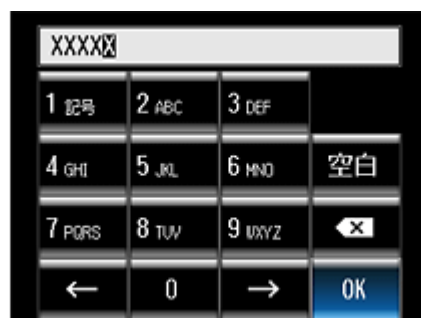 XXXXX
1 記号 2 ABC 3 DEF
4 GHI 5 JKL 6 MNO 空白
7 PQRS 8 TUV 9 WXYZ
← 0 → OK